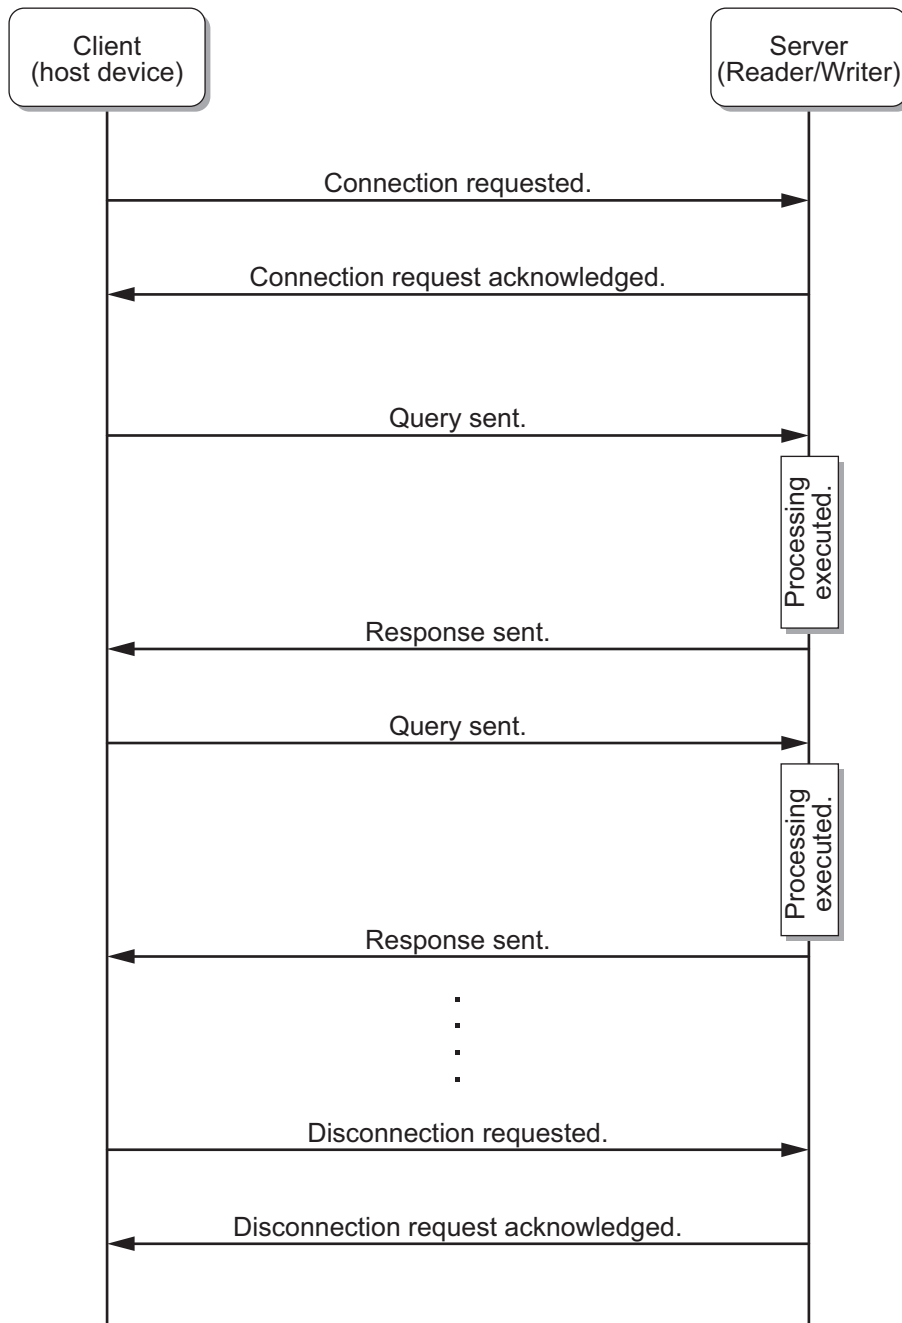 Client
(host device)
Server
(Reader/Writer)
Connection requested.
Connection request acknowledged.
Query sent.
Processing
executed.
Response sent.
Query sent.
Processing
executed.
Response sent.
Disconnection requested.
Disconnection request acknowledged.